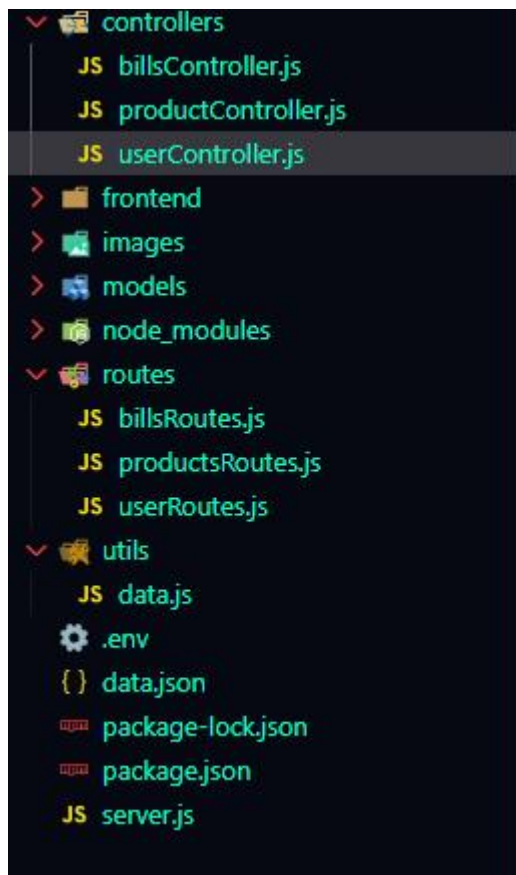 controllers
JS billsController.js
JS productController.js
JS userController.js
frontend
images
models
node_modules
routes
JS billsRoutes.js
JS productsRoutes.js
JS userRoutes.js
utils
JS data.js
.env
{} data.json
npm package-lock.json
npm package.json
JS server.js